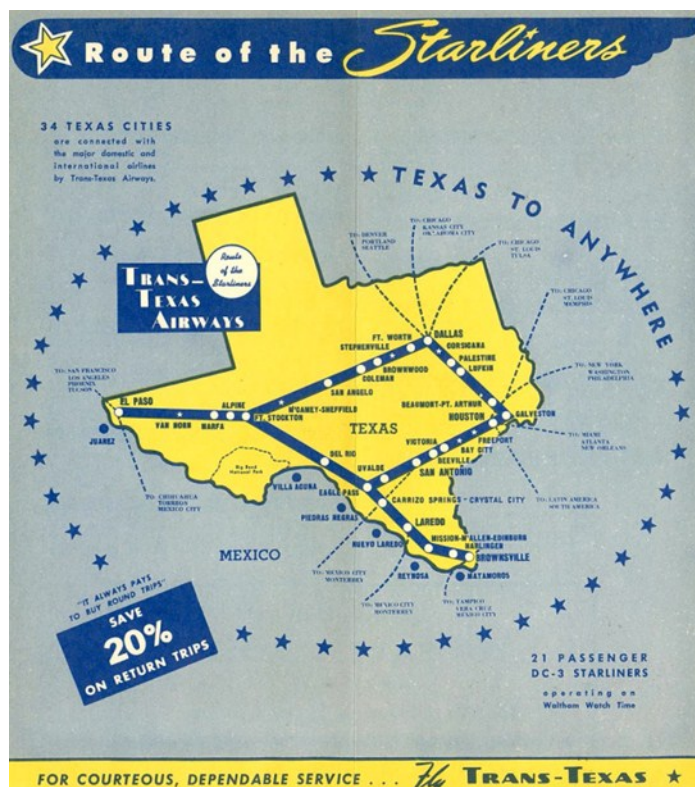 Route of the Starliners
34 TEXAS CITIES
are connected with
the major domestic and
international airlines
by Trans-Texas Airways.
TEXAS TO ANYWHERE
TO: DENVER
PORTLAND
SEATTLE
TO: CHICAGO
KANSAS CITY
OKLAHOMA CITY
TO: CHICAGO
ST. LOUIS
TULSA
TO: CHICAGO
ST. LOUIS
MEMPHIS
Route
of the
Starliners
TRANS-
TEXAS
AIRWAYS
FT. WORTH
DALLAS
STEPHENVILLE
CORSICANA
BROWNWOOD
PALESTINE
COLEMAN
LUFKIN
SAN ANGELO
TO: NEW YORK
WASHINGTON
PHILADELPHIA
TO: SAN FRANCISCO
LOS ANGELES
PHOENIX
TUCSON
EL PASO
ALPINE
M'CAMEY-SHEFFIELD
BEAUMONT-PT. ARTHUR
VAN HORN
MARFA
FT. STOCKTON
HOUSTON
GALVESTON
JUAREZ
TEXAS
FREEPORT
TO: MIAMI
ATLANTA
NEW ORLEANS
VICTORIA
BAY CITY
DEL RIO
BEEVILLE
Big Bend
National Park
UVALDE
SAN ANTONIO
VILLA ACUNA
EAGLE PASS
CARRIZO SPRINGS-CRYSTAL CITY
TO: CHIHUAHUA
TORREON
MEXICO CITY
TO: LATIN AMERICA
SOUTH AMERICA
PIEDRAS NEGRAS
LAREDO
NUEVO LAREDO
MISSION-M'ALLEN-EDINBURG
HARLINGEN
MEXICO
BROWNSVILLE
REYNOSA
MATAMOROS
TO: MEXICO CITY
MONTERREY
TO: MEXICO CITY
MONTERREY
TO: TAMPICO
VERA CRUZ
MEXICO CITY
"IT ALWAYS PAYS
TO BUY ROUND TRIPS"
SAVE
20%
ON RETURN TRIPS
21 PASSENGER
DC-3 STARLINERS
operating on
Waltham Watch Time
FOR COURTEOUS, DEPENDABLE SERVICE . . . Fly TRANS-TEXAS